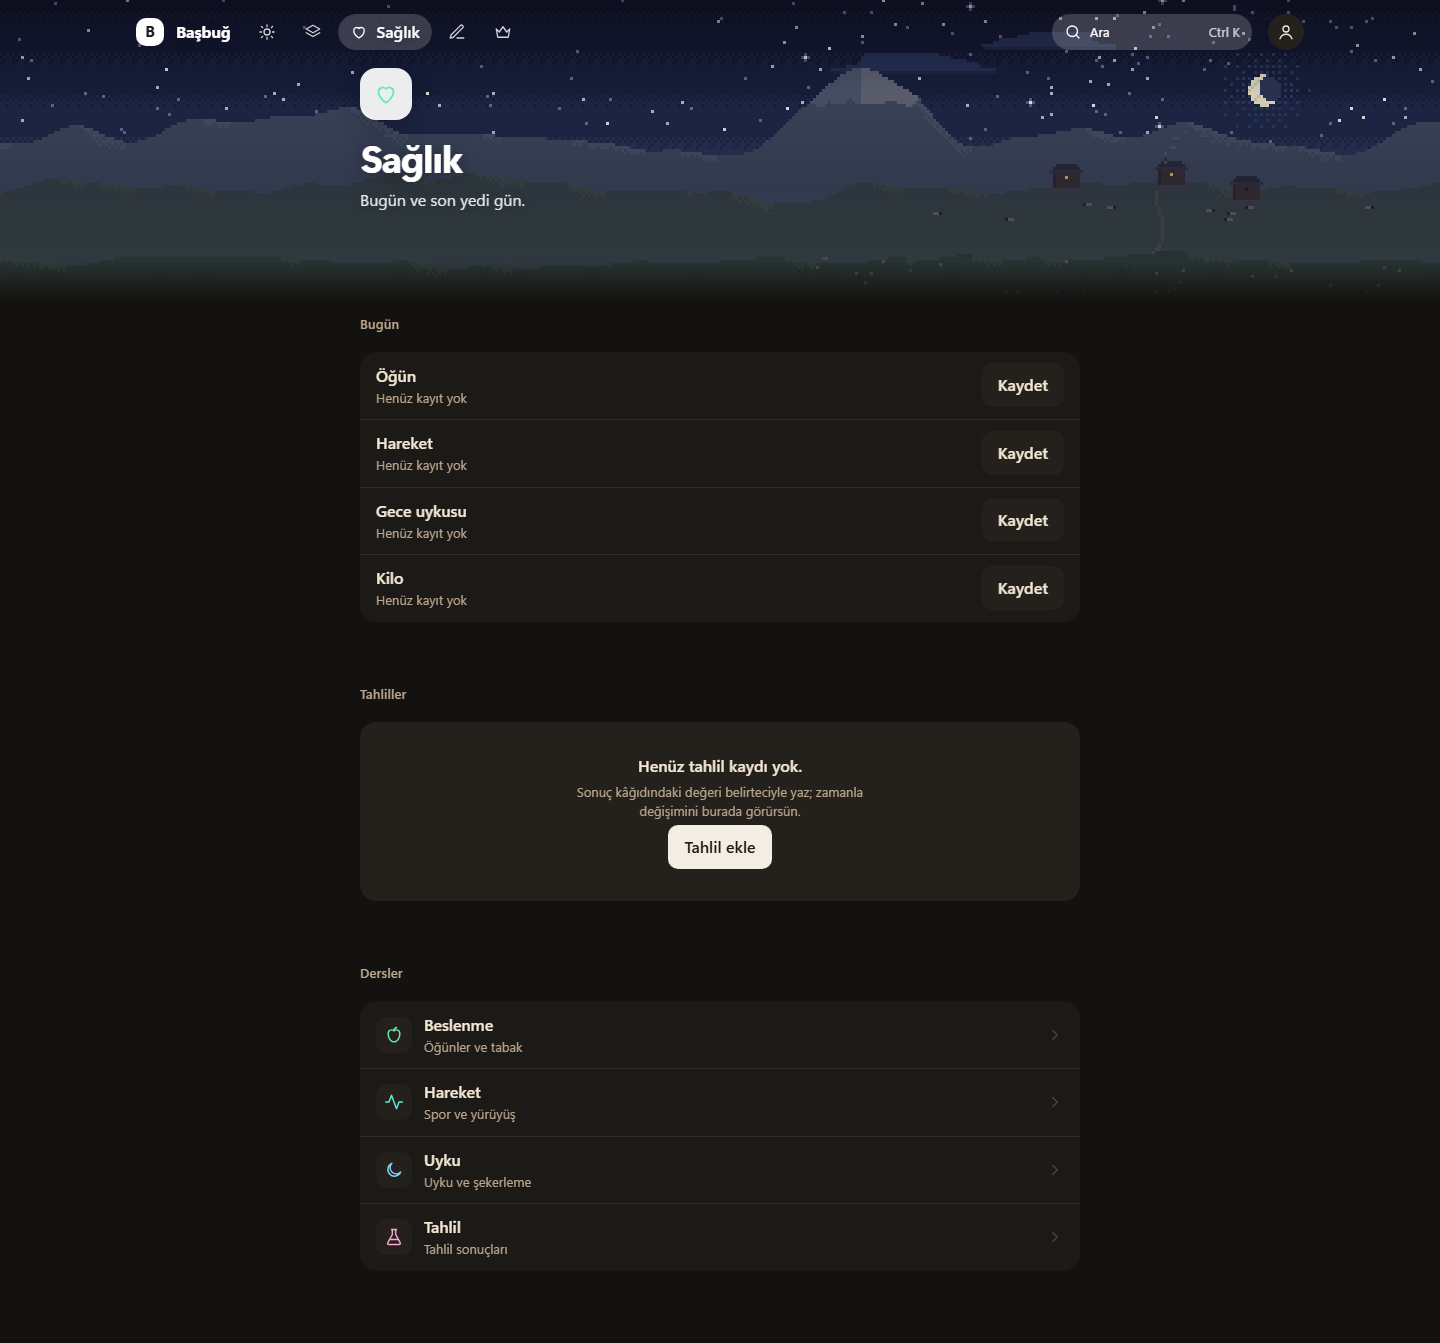 B Başbuğ Sağlık Ara Ctrl K
Sağlık
Bugün ve son yedi gün.
Bugün
Öğün
Henüz kayıt yok
Kaydet
Hareket
Henüz kayıt yok
Kaydet
Gece uykusu
Henüz kayıt yok
Kaydet
Kilo
Henüz kayıt yok
Kaydet
Tahliller
Henüz tahlil kaydı yok.
Sonuç kâğıdındaki değeri belirteciyle yaz; zamanla
değişimini burada görürsün.
Tahlil ekle
Dersler
Beslenme
Öğünler ve tabak
Hareket
Spor ve yürüyüş
Uyku
Uyku ve şekerleme
Tahlil
Tahlil sonuçları